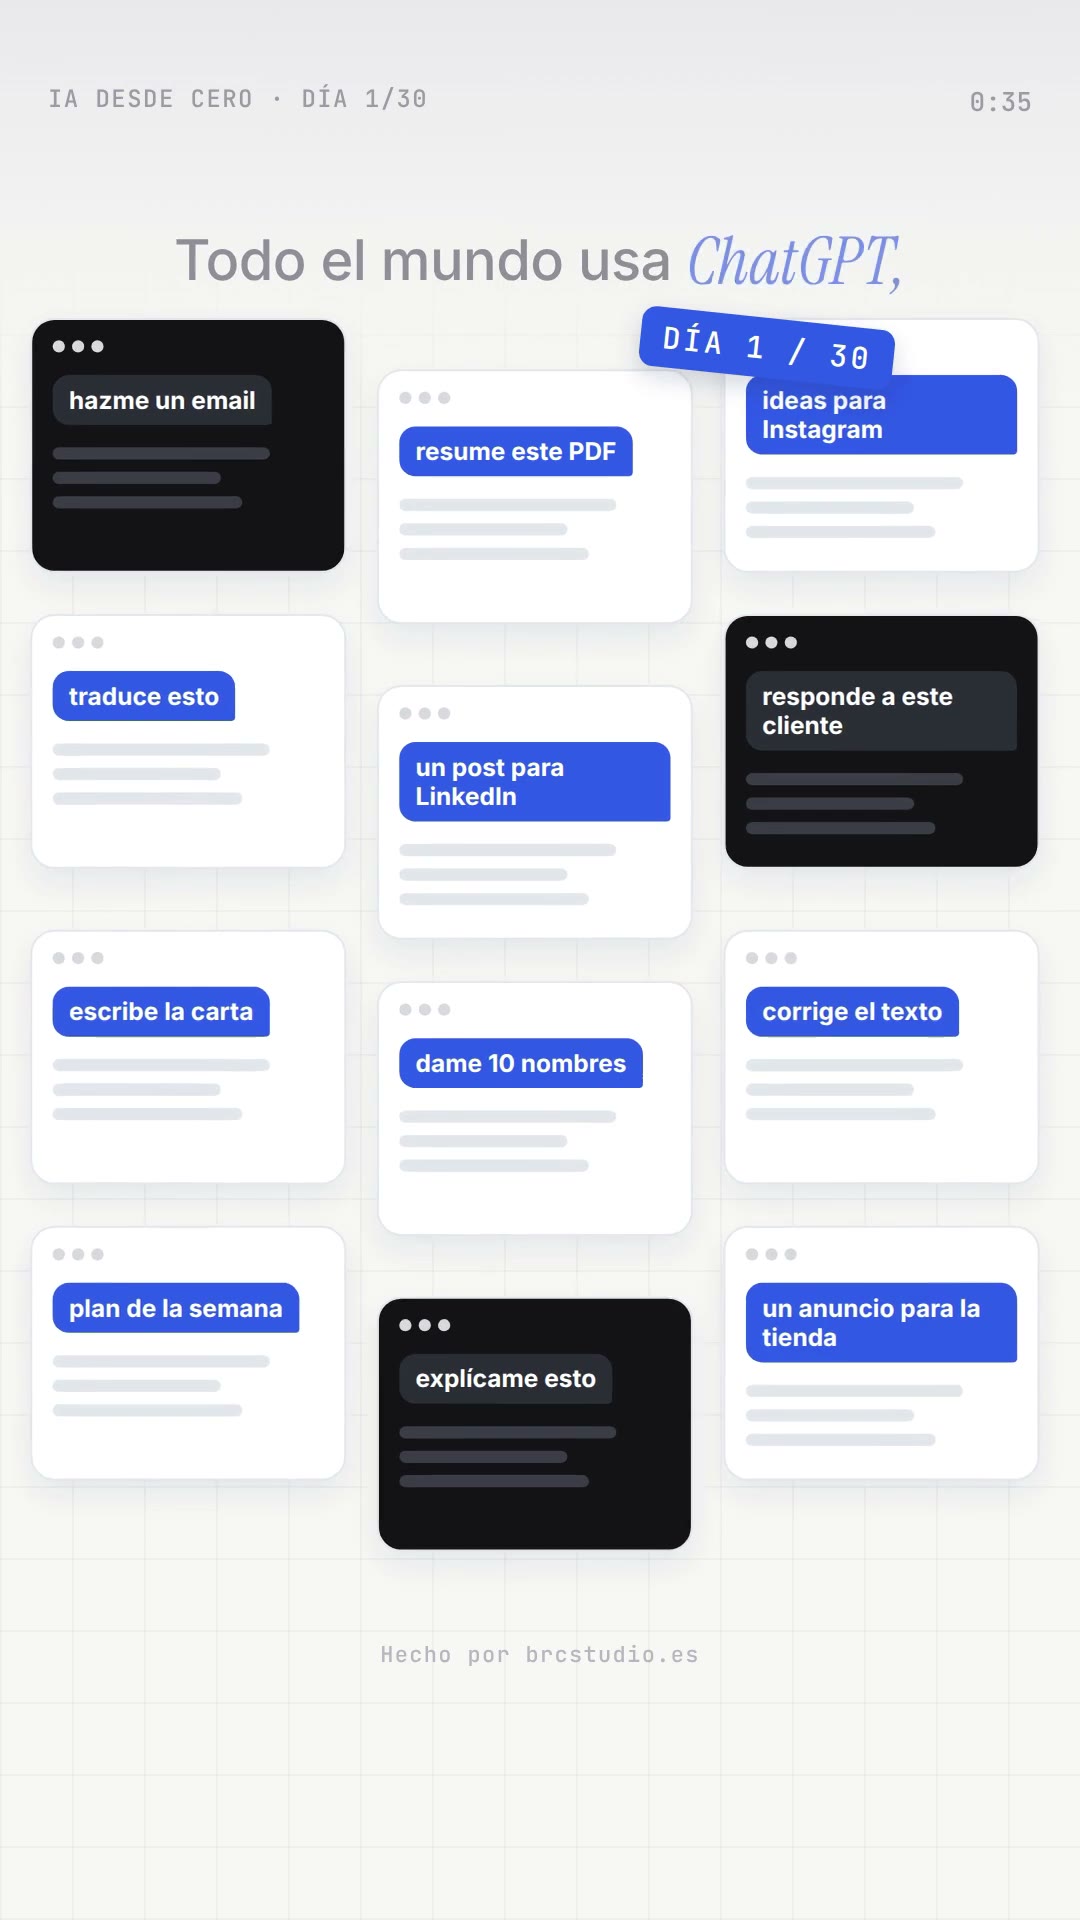 IA DESDE CERO · DÍA 1/30
0:35
Todo el mundo usa ChatGPT,
DÍA 1 / 30
hazme un email
resume este PDF
ideas para
Instagram
traduce esto
un post para
LinkedIn
responde a este
cliente
escribe la carta
dame 10 nombres
corrige el texto
plan de la semana
explícame esto
un anuncio para la
tienda
Hecho por brcstudio.es